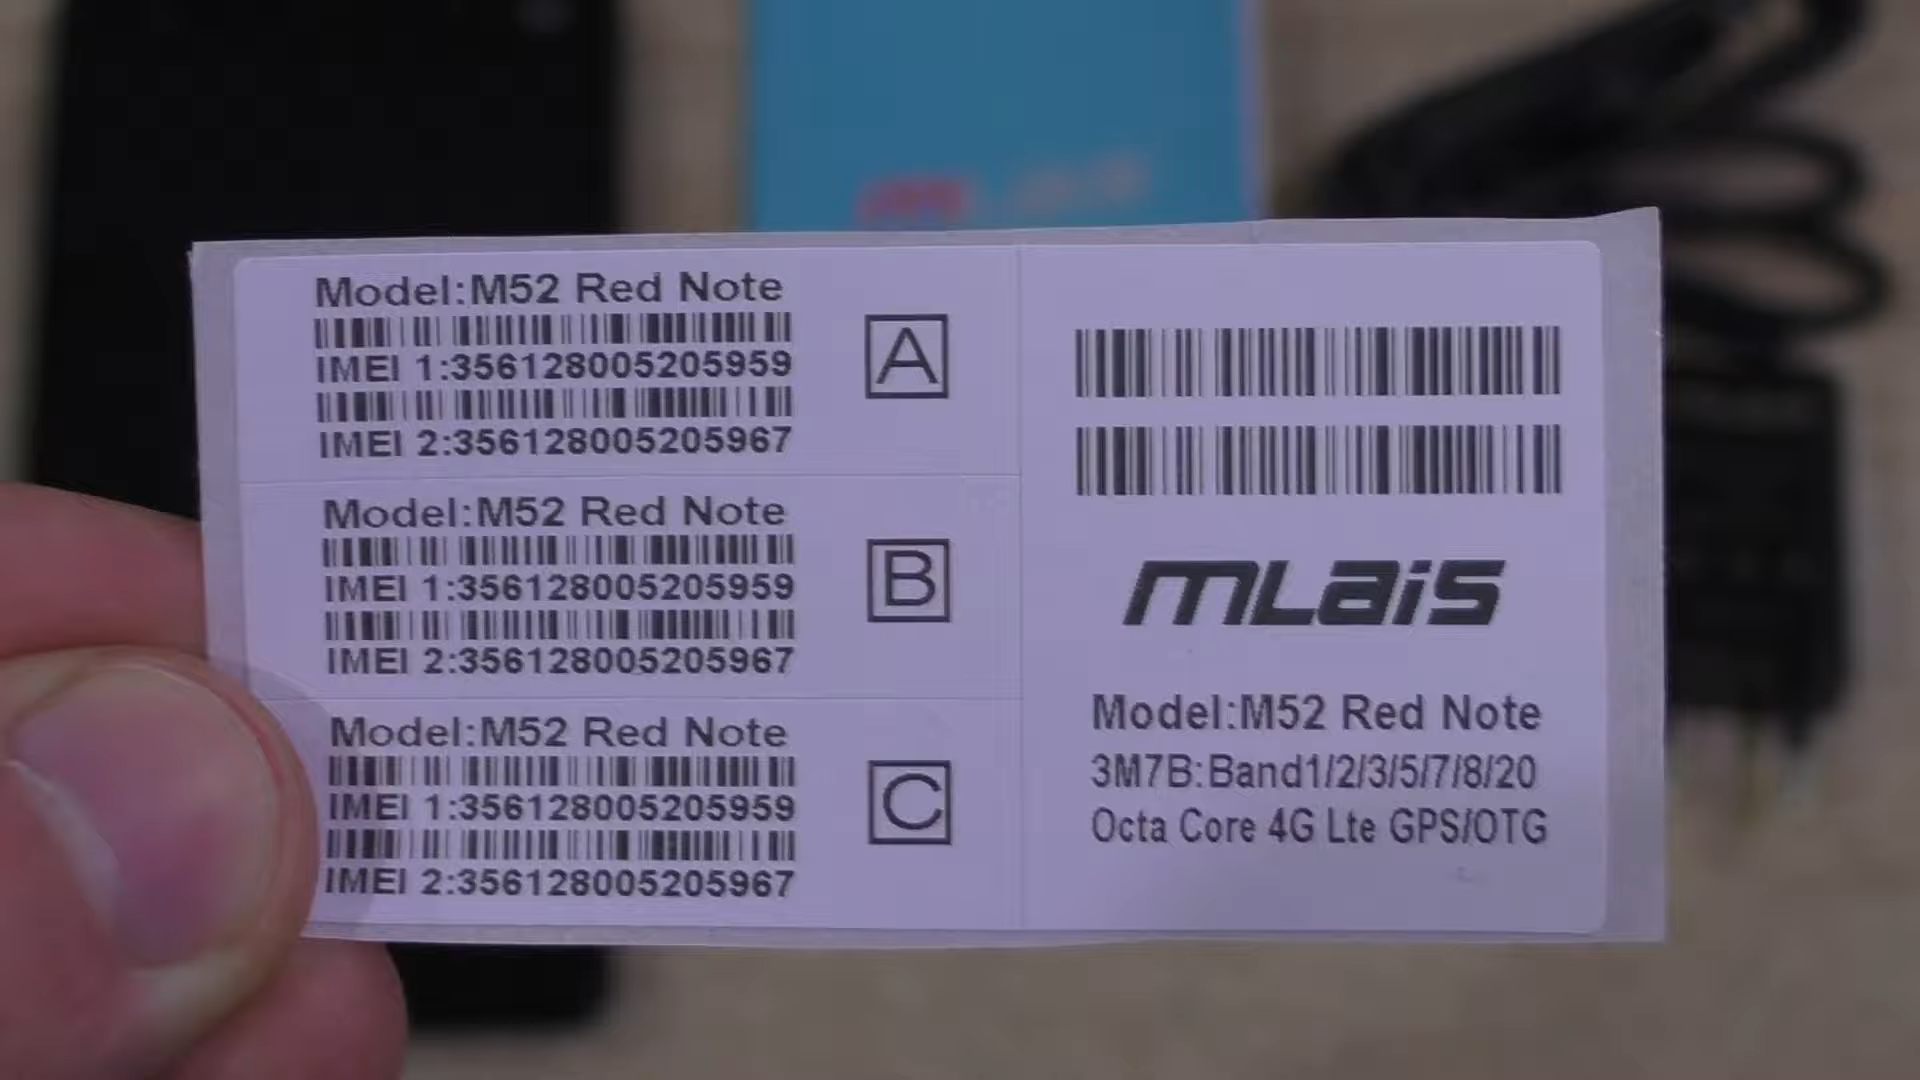 Model:M52 Red Note
IMEI 1:356128005205959
IMEI 2:356128005205967
A
Model:M52 Red Note
IMEI 1:356128005205959
IMEI 2:356128005205967
B
Model:M52 Red Note
IMEI 1:356128005205959
IMEI 2:356128005205967
C
mLais
Model:M52 Red Note
3M7B:Band1/2/3/5/7/8/20
Octa Core 4G Lte GPS/OTG